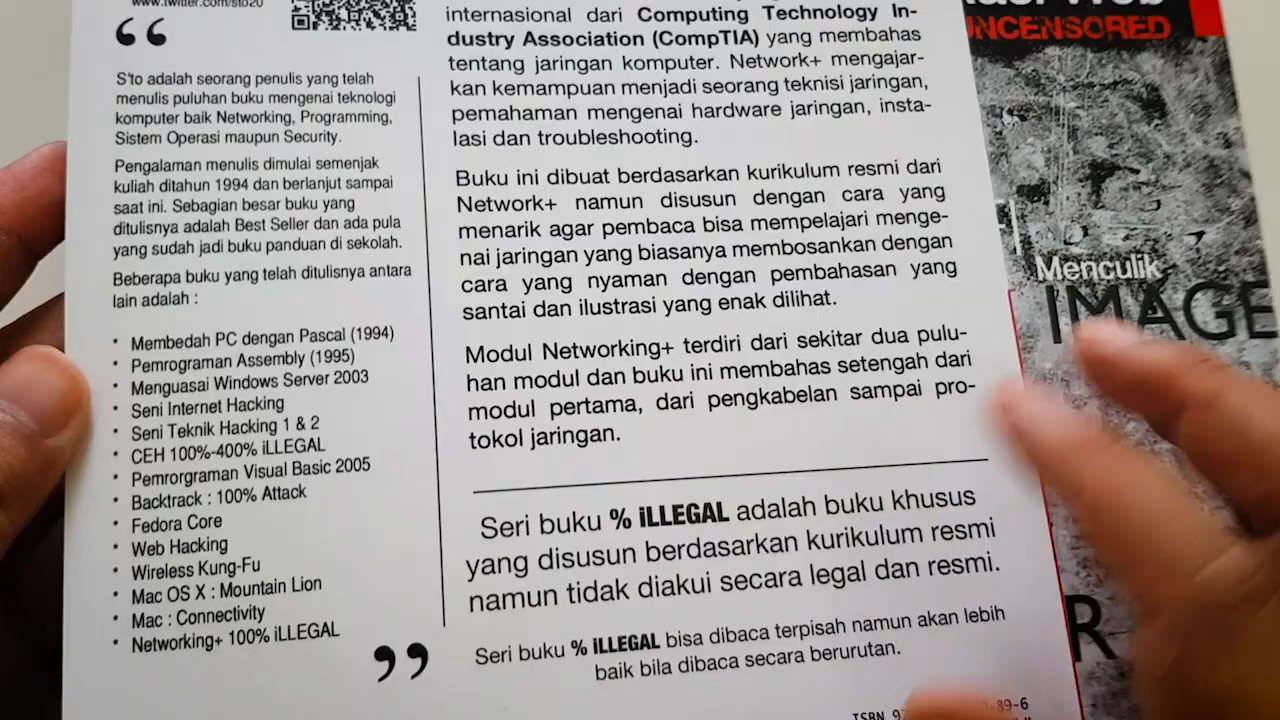 www.twitter.com/sto20
“
S'to adalah seorang penulis yang telah
menulis puluhan buku mengenai teknologi
komputer baik Networking, Programming,
Sistem Operasi maupun Security.
Pengalaman menulis dimulai semenjak
kuliah ditahun 1994 dan berlanjut sampai
saat ini. Sebagian besar buku yang
ditulisnya adalah Best Seller dan ada pula
yang sudah jadi buku panduan di sekolah.
Beberapa buku yang telah ditulisnya antara
lain adalah :
* Membedah PC dengan Pascal (1994)
* Pemrograman Assembly (1995)
* Menguasai Windows Server 2003
* Seni Internet Hacking
* Seni Teknik Hacking 1 & 2
* CEH 100%-400% iLLEGAL
* Pemrorgraman Visual Basic 2005
* Backtrack : 100% Attack
* Fedora Core
* Web Hacking
* Wireless Kung-Fu
* Mac OS X : Mountain Lion
* Mac : Connectivity
* Networking+ 100% iLLEGAL
”
internasional dari Computing Technology In-
dustry Association (CompTIA) yang membahas
tentang jaringan komputer. Network+ mengajar-
kan kemampuan menjadi seorang teknisi jaringan,
pemahaman mengenai hardware jaringan, insta-
lasi dan troubleshooting.
Buku ini dibuat berdasarkan kurikulum resmi dari
Network+ namun disusun dengan cara yang
menarik agar pembaca bisa mempelajari menge-
nai jaringan yang biasanya membosankan dengan
cara yang nyaman dengan pembahasan yang
santai dan ilustrasi yang enak dilihat.
Modul Networking+ terdiri dari sekitar dua pulu-
han modul dan buku ini membahas setengah dari
modul pertama, dari pengkabelan sampai pro-
tokol jaringan.
Seri buku % iLLEGAL adalah buku khusus
yang disusun berdasarkan kurikulum resmi
namun tidak diakui secara legal dan resmi.
Seri buku % iLLEGAL bisa dibaca terpisah namun akan lebih
baik bila dibaca secara berurutan.
ISBN 97 -89-6
Web
UNCENSORED
Menculik
IMAGE
R